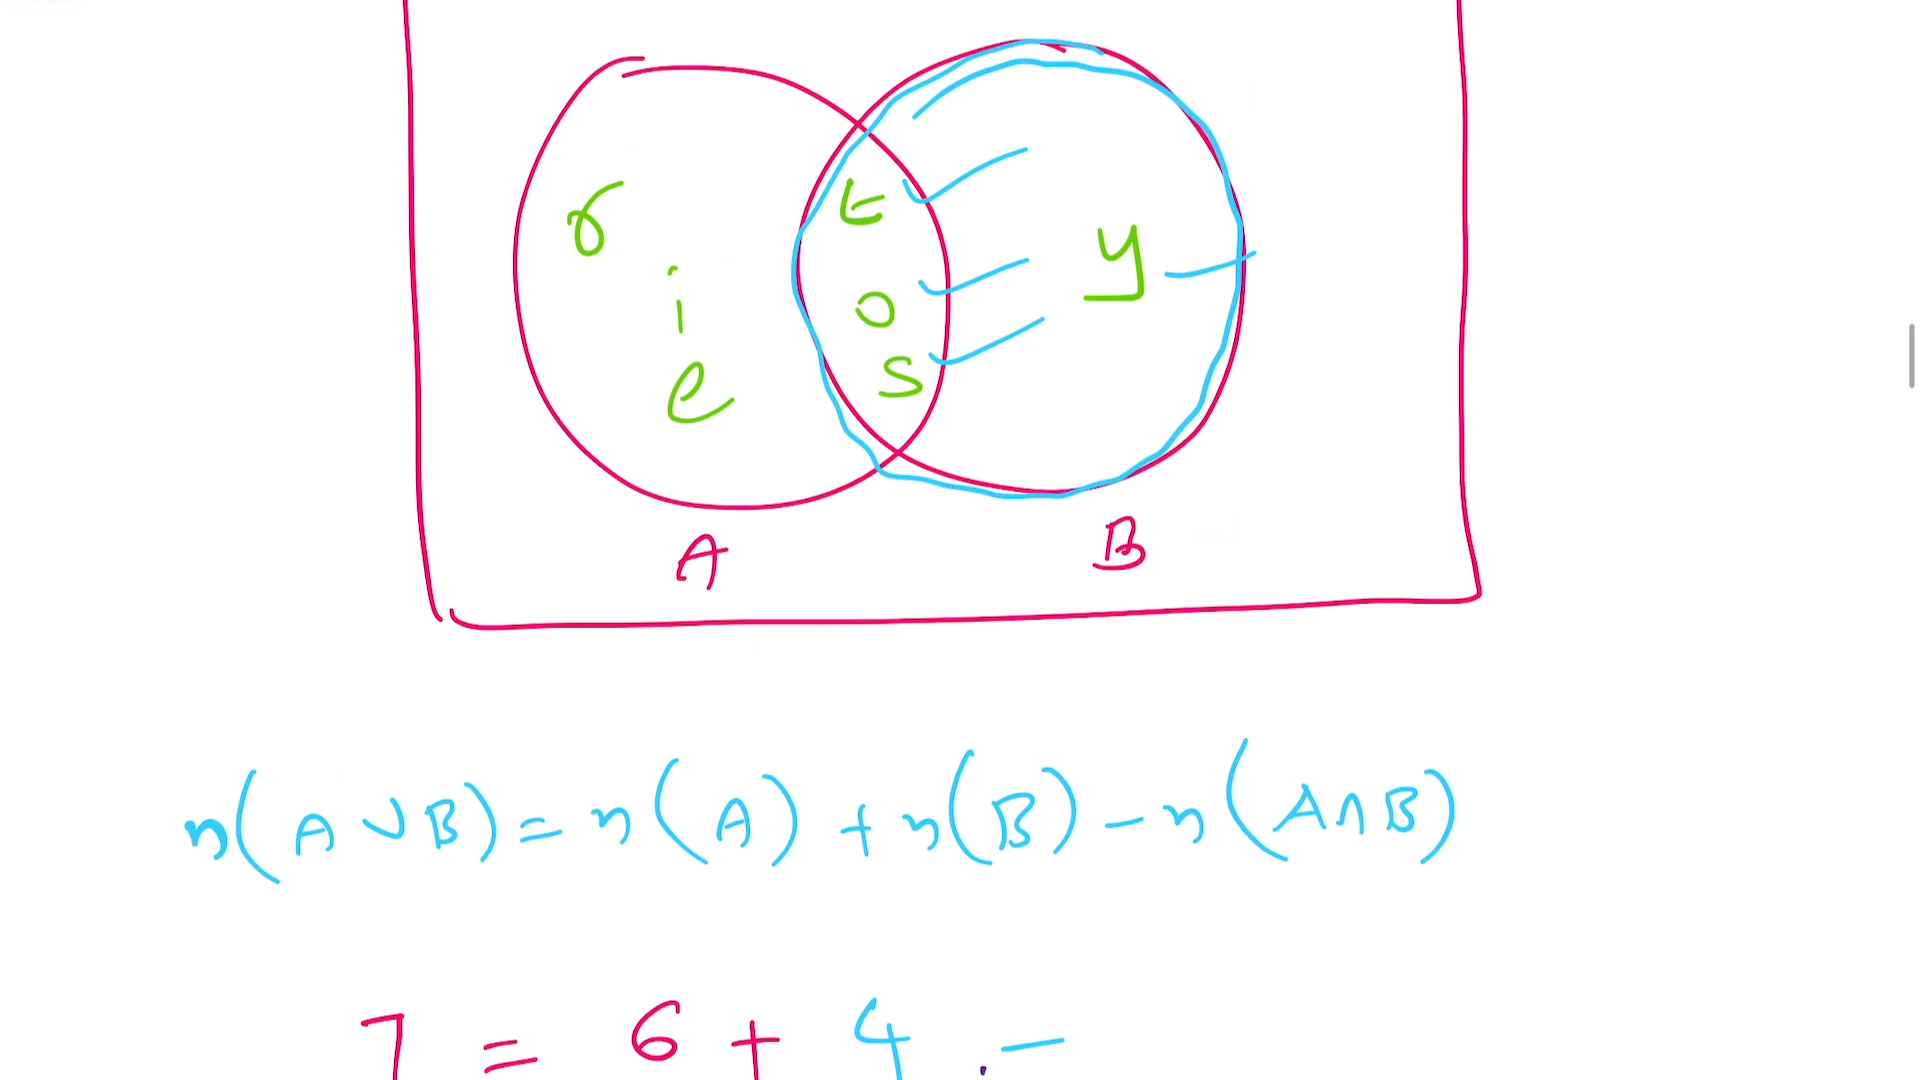 r t y
i o
e s
A B
n(A∪B) = n(A) + n(B) - n(A∩B)
7 = 6 + 4 -